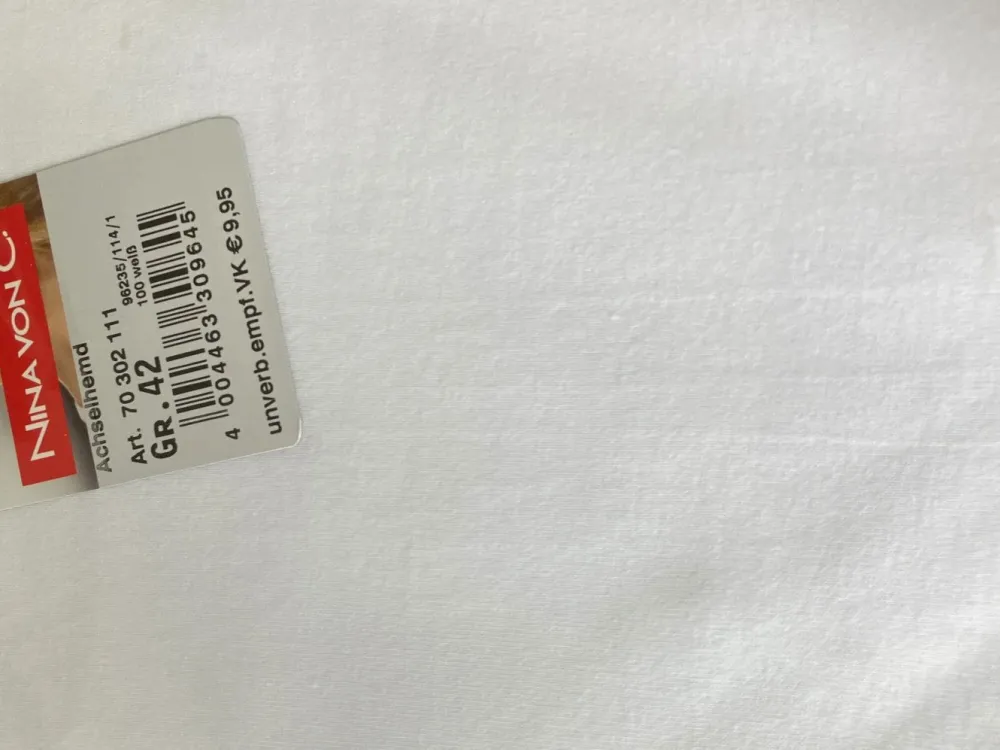 NINA VON C.
Achselhemd
Art. 70 302 111
96235/114/1
GR. 42
100 weiß
4 004463 309645
unverb.empf.VK €9,95